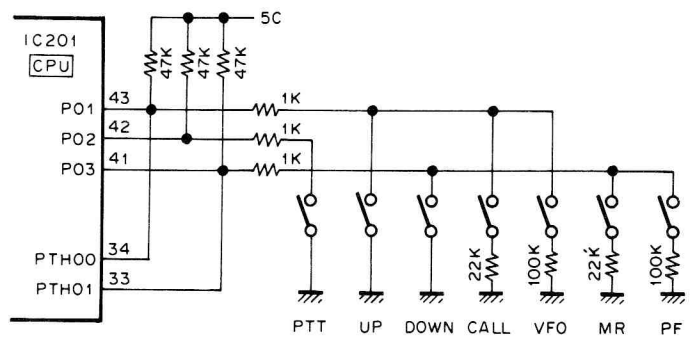 5C
IC201
CPU
47K 47K 47K
PO1 43 1K
PO2 42 1K
PO3 41 1K
PTH00 34
PTH01 33
22K 100K 22K 100K
PTT UP DOWN CALL VFO MR PF